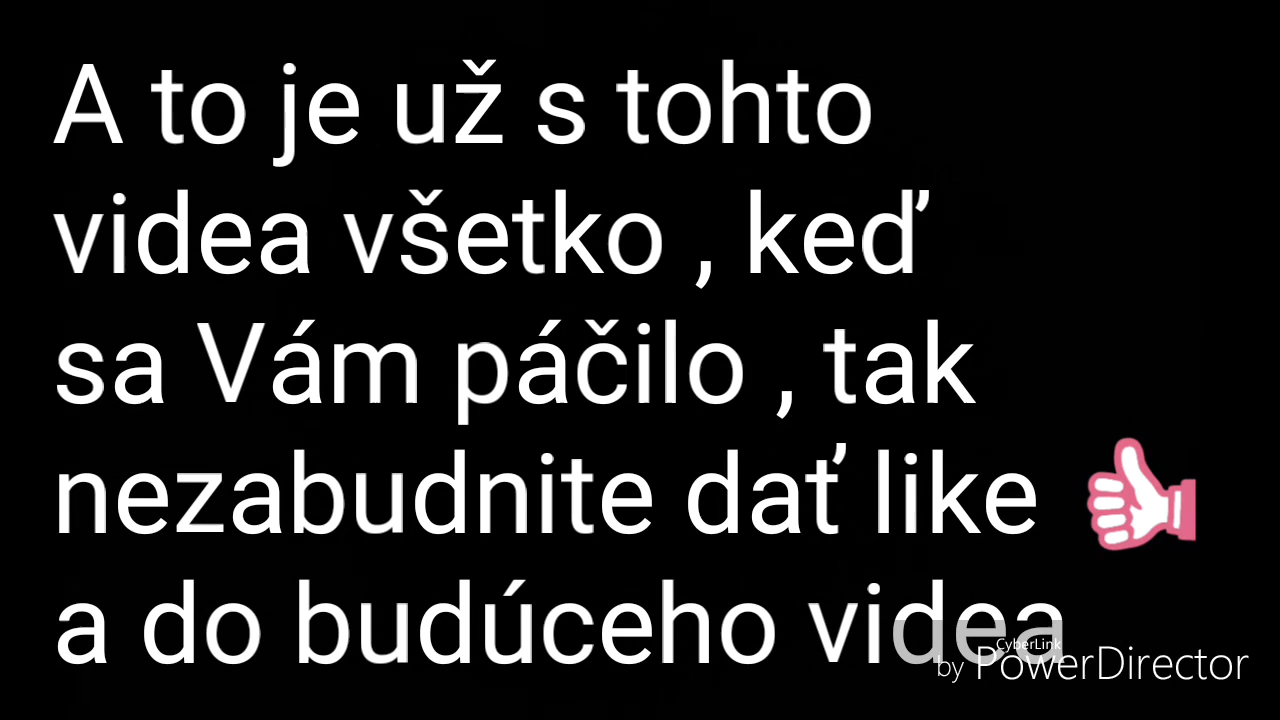 A to je už s tohto
videa všetko , keď
sa Vám páčilo , tak
nezabudnite dať like
a do budúceho videa
CyberLink
by PowerDirector